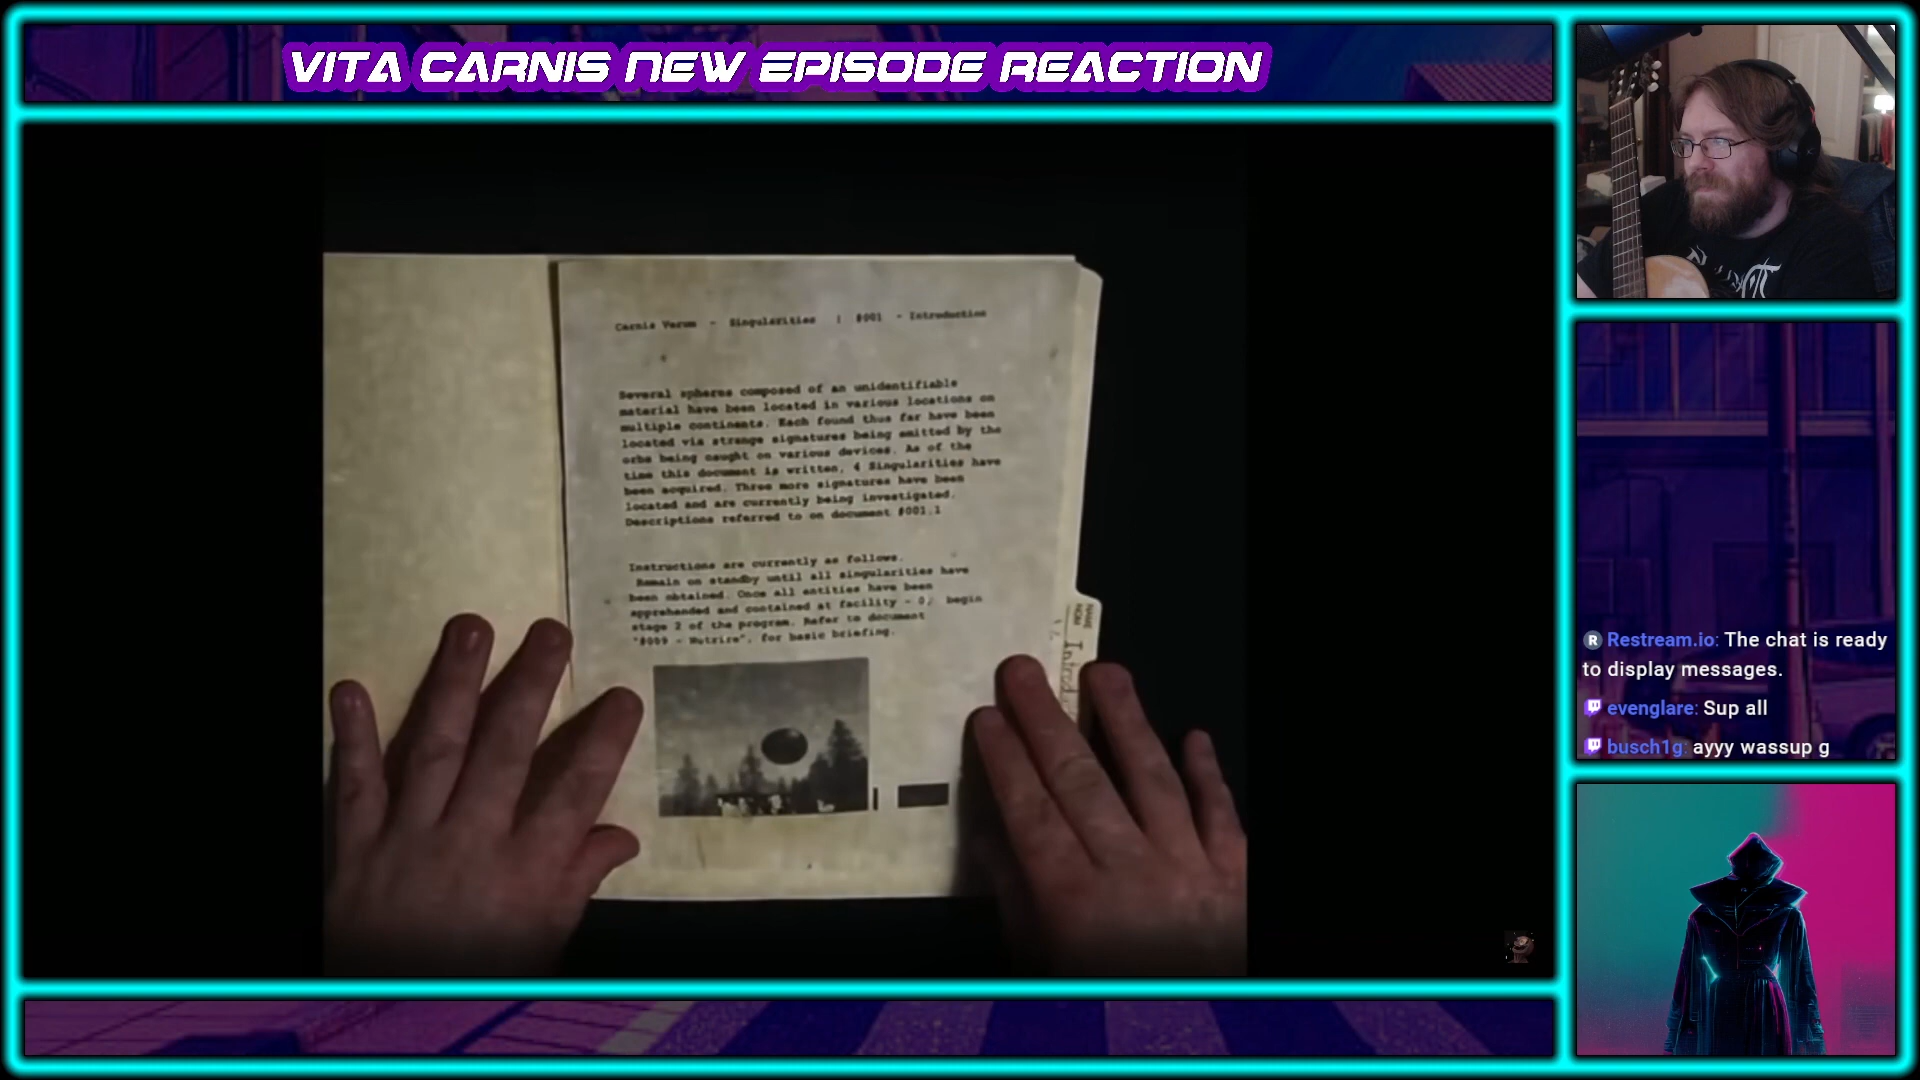 VITA CARNIS NEW EPISODE REACTION
Carnis Verum - Singularities | #001 - Introduction
Several spheres composed of an unidentifiable
material have been located in various locations on
multiple continents. Each found thus far have been
located via strange signatures being emitted by the
orbs being caught on various devices. As of the
time this document is written, 4 Singularities have
been acquired. Three more signatures have been
located and are currently being investigated.
Descriptions referred to on document #001.1
Instructions are currently as follows.
Remain on standby until all singularities have
been obtained. Once all entities have been
apprehended and contained at facility - 0, begin
stage 2 of the program. Refer to document
"#009 - Nutrire", for basic briefing.
NAME
NOM
Introd
R Restream.io: The chat is ready
to display messages.
evenglare: Sup all
busch1g: ayyy wassup g